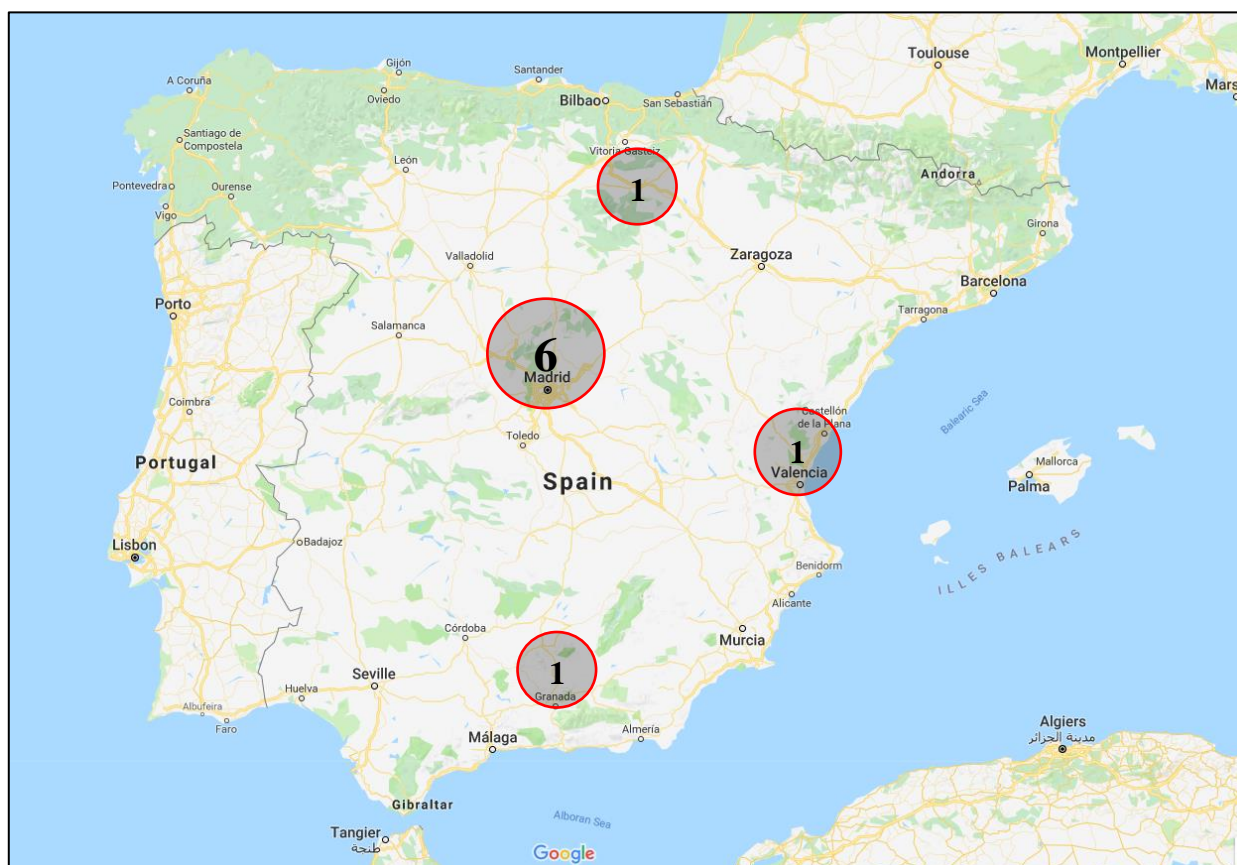 Toulouse
Montpellier
Mars
Gijón
A Coruña
Oviedo
Santander
Bilbao
San Sebastián
Santiago de
Compostela
Vitoria-Gasteiz
León
Andorra
Pontevedra
Ourense
1
Vigo
Girona
Valladolid
Zaragoza
Barcelona
Porto
Tarragona
Salamanca
6
Madrid
Coimbra
Castellón
de la Plana
Balearic Sea
Toledo
1
Portugal
Valencia
Mallorca
Palma
Spain
Lisbon
Badajoz
ILLES BALEARS
Benidorm
Alicante
Córdoba
Murcia
1
Seville
Granada
Huelva
Albufeira
Faro
Almería
Málaga
Algiers
مدينة الجزائر
Gibraltar
Alboran Sea
Tangier
طنجة
Google